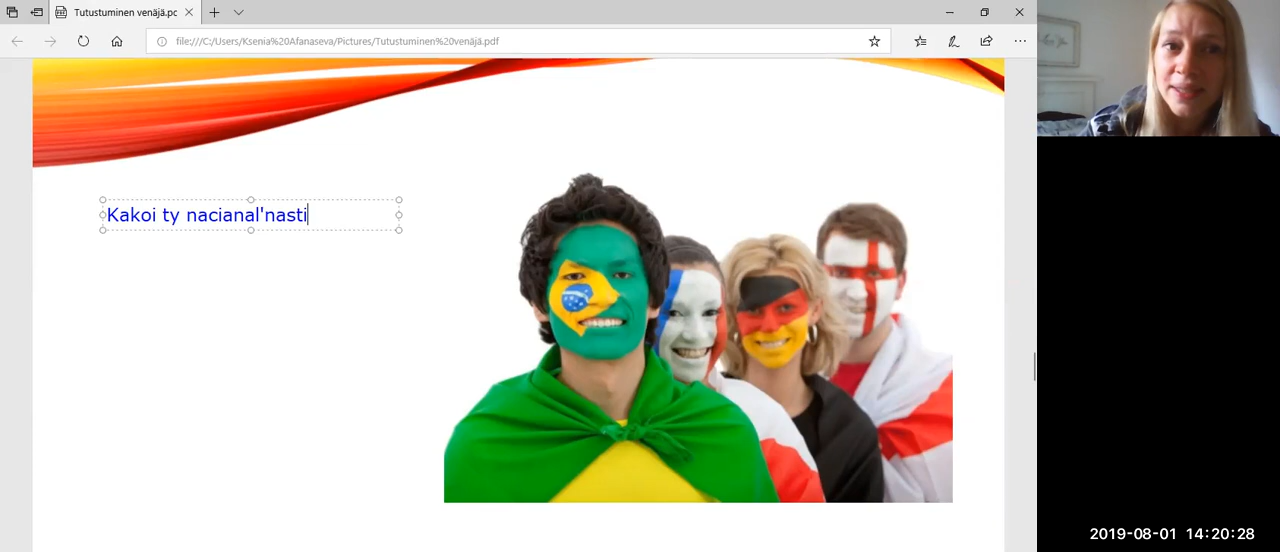 Tutustuminen venäjä.pc
file:///C:/Users/Ksenia%20Afanaseva/Pictures/Tutustuminen%20venäjä.pdf
Kakoi ty nacianal'nasti
2019-08-01 14:20:28